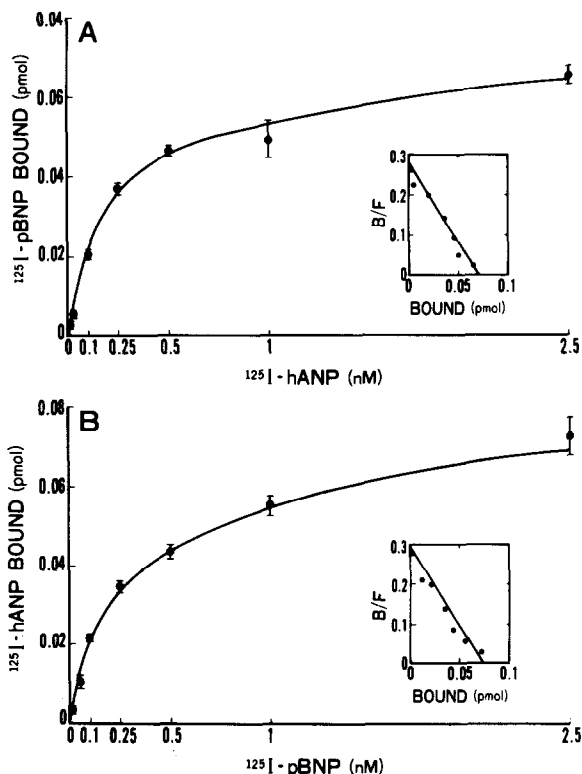 A
0.04
0.06
0.04
0.02
0
0 0.1 0.25 0.5 1 2.5
¹²⁵I-pBNP BOUND (pmol)
¹²⁵I-hANP (nM)
0.3
0.2
0.1
0
0 0.05 0.1
B/F
BOUND (pmol)
B
0.08
0.06
0.04
0.02
0
0 0.1 0.25 0.5 1 2.5
¹²⁵I-hANP BOUND (pmol)
¹²⁵I-pBNP (nM)
0.3
0.2
0.1
0
0 0.05 0.1
B/F
BOUND (pmol)